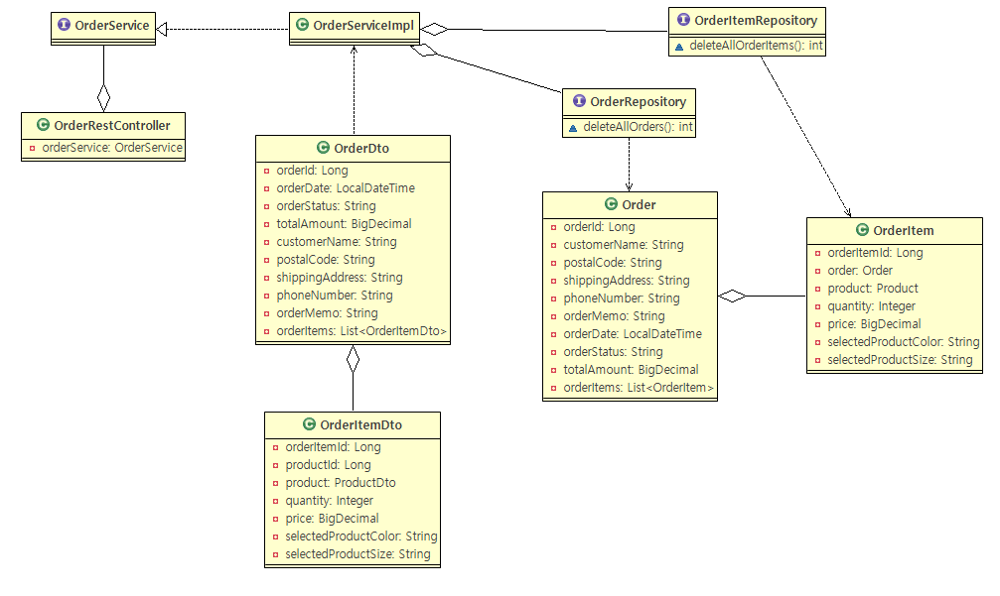 I OrderService
C OrderServiceImpl
I OrderItemRepository
deleteAllOrderItems(): int
I OrderRepository
deleteAllOrders(): int
C OrderRestController
orderService: OrderService
C OrderDto
orderId: Long
orderDate: LocalDateTime
orderStatus: String
totalAmount: BigDecimal
customerName: String
postalCode: String
shippingAddress: String
phoneNumber: String
orderMemo: String
orderItems: List<OrderItemDto>
C Order
orderId: Long
customerName: String
postalCode: String
shippingAddress: String
phoneNumber: String
orderMemo: String
orderDate: LocalDateTime
orderStatus: String
totalAmount: BigDecimal
orderItems: List<OrderItem>
C OrderItem
orderItemId: Long
order: Order
product: Product
quantity: Integer
price: BigDecimal
selectedProductColor: String
selectedProductSize: String
C OrderItemDto
orderItemId: Long
productId: Long
product: ProductDto
quantity: Integer
price: BigDecimal
selectedProductColor: String
selectedProductSize: String